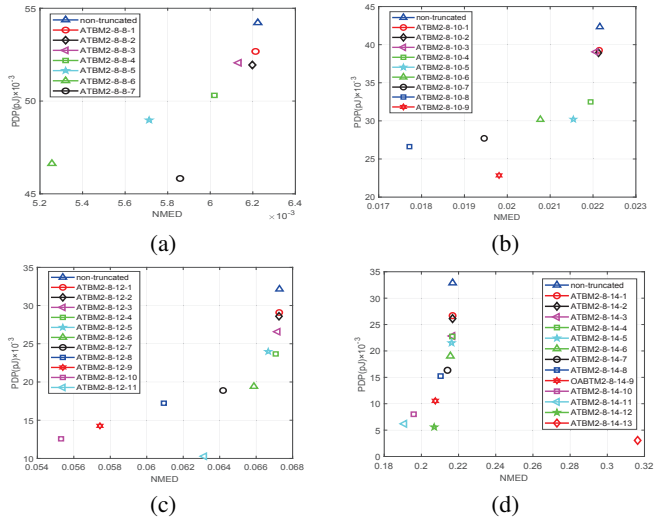 60
55
50
45
PDP(pJ)×10⁻³
non-truncated
ATBM2-8-8-1
ATBM2-8-8-2
ATBM2-8-8-3
ATBM2-8-8-4
ATBM2-8-8-5
ATBM2-8-8-6
ATBM2-8-8-7
5.2 5.4 5.6 5.8 6 6.2 6.4
NMED ×10⁻³
(a)
45
40
35
30
25
20
PDP(pJ)×10⁻³
non-truncated
ATBM2-8-10-1
ATBM2-8-10-2
ATBM2-8-10-3
ATBM2-8-10-4
ATBM2-8-10-5
ATBM2-8-10-6
ATBM2-8-10-7
ATBM2-8-10-8
ATBM2-8-10-9
0.017 0.018 0.019 0.02 0.021 0.022 0.023
NMED
(b)
35
30
25
20
15
10
PDP(pJ)×10⁻³
non-truncated
ATBM2-8-12-1
ATBM2-8-12-2
ATBM2-8-12-3
ATBM2-8-12-4
ATBM2-8-12-5
ATBM2-8-12-6
ATBM2-8-12-7
ATBM2-8-12-8
ATBM2-8-12-9
ATBM2-8-12-10
ATBM2-8-12-11
0.054 0.056 0.058 0.06 0.062 0.064 0.066 0.068
NMED
(c)
35
30
25
20
15
10
5
0
PDP(pJ)×10⁻³
non-truncated
ATBM2-8-14-1
ATBM2-8-14-2
ATBM2-8-14-3
ATBM2-8-14-4
ATBM2-8-14-5
ATBM2-8-14-6
ATBM2-8-14-7
ATBM2-8-14-8
OABTM2-8-14-9
ATBM2-8-14-10
ATBM2-8-14-11
ATBM2-8-14-12
ATBM2-8-14-13
0.18 0.2 0.22 0.24 0.26 0.28 0.3 0.32
NMED
(d)